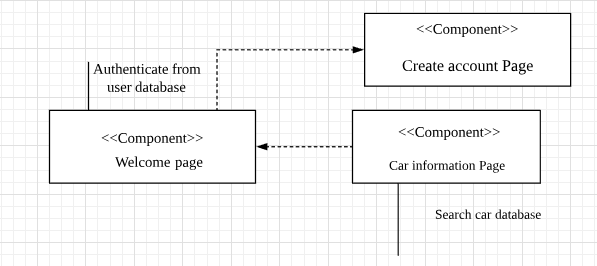 <<Component>>
Create account Page
Authenticate from
user database
<<Component>>
Welcome page
<<Component>>
Car information Page
Search car database